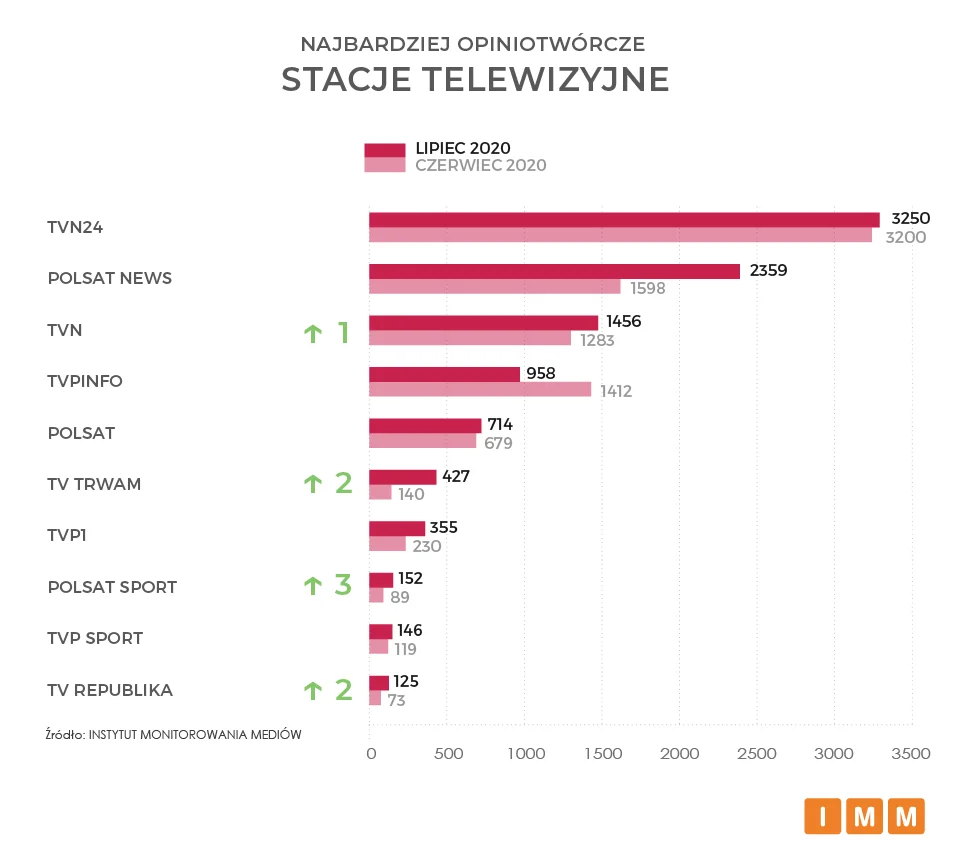 NAJBARDZIEJ OPINIOTWÓRCZE
STACJE TELEWIZYJNE
LIPIEC 2020
CZERWIEC 2020
TVN24 3250
3200
POLSAT NEWS 2359
1598
TVN ↑ 1 1456
1283
TVPINFO 958
1412
POLSAT 714
679
TV TRWAM ↑ 2 427
140
TVP1 355
230
POLSAT SPORT ↑ 3 152
89
TVP SPORT 146
119
TV REPUBLIKA ↑ 2 125
73
Źródło: INSTYTUT MONITOROWANIA MEDIÓW
0 500 1000 1500 2000 2500 3000 3500
IMM